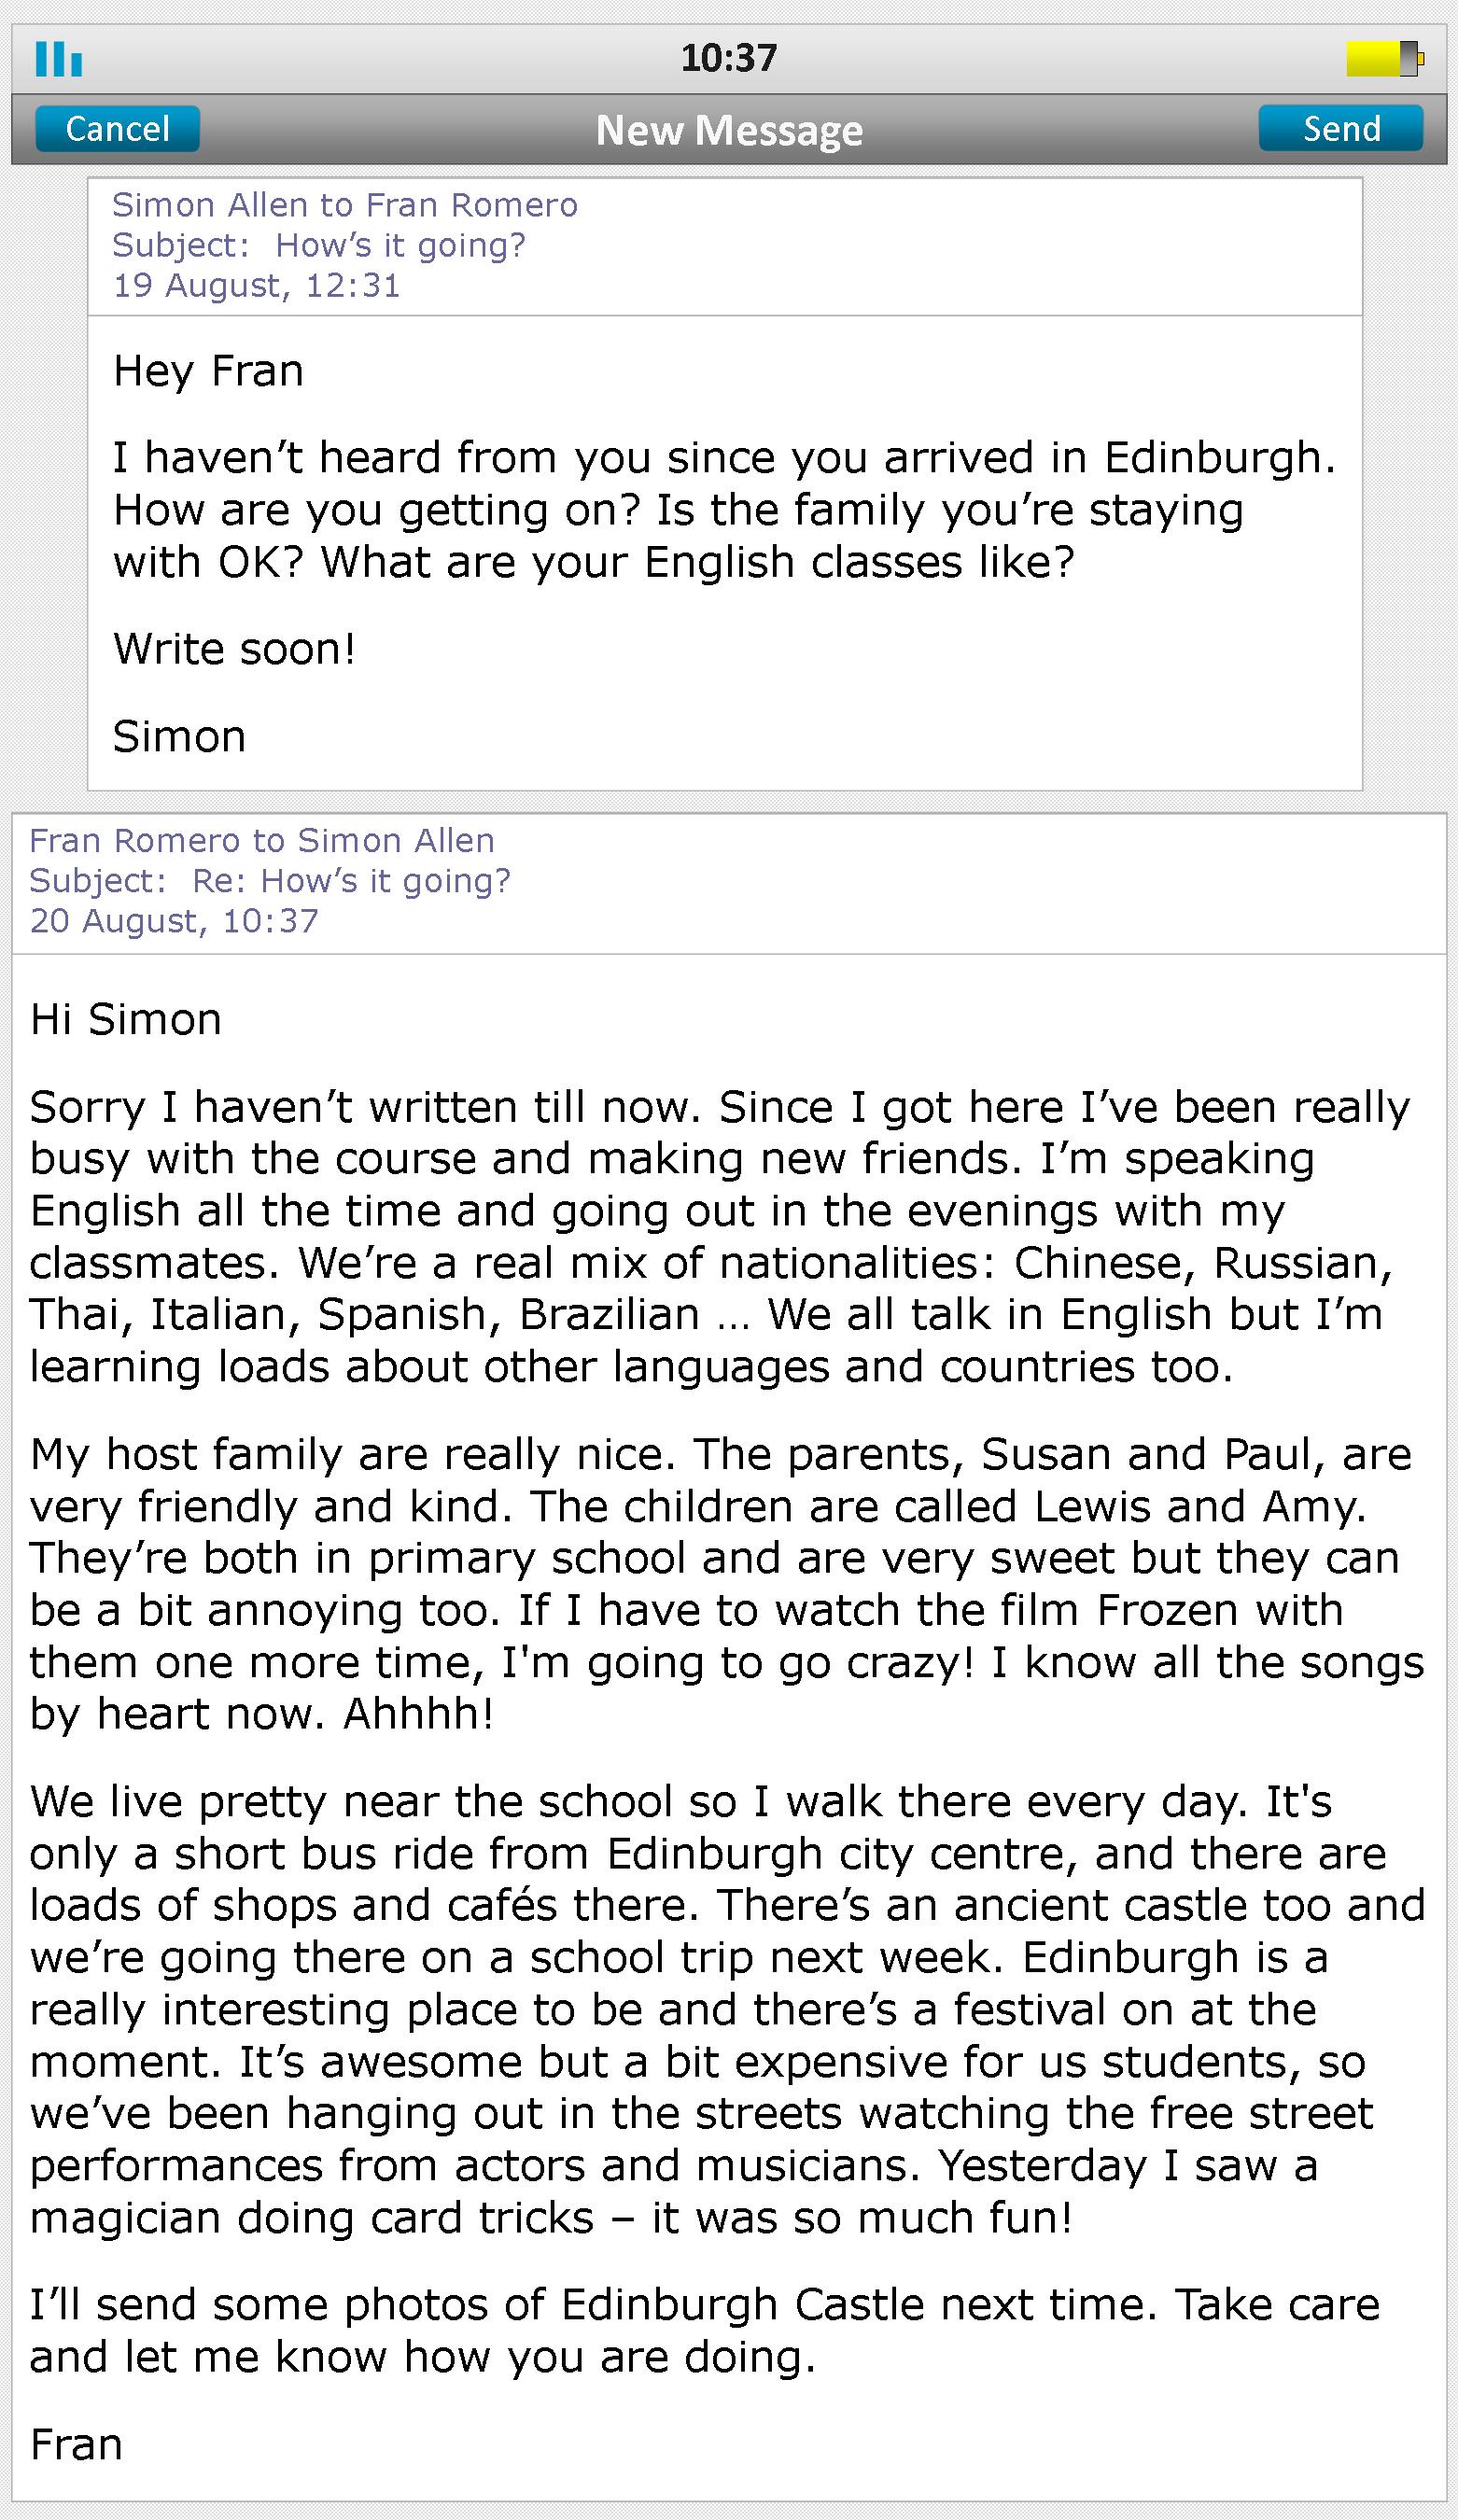 10:37
Cancel
New Message
Send
Simon Allen to Fran Romero
Subject:  How’s it going?
19 August, 12:31
Hey Fran
I haven’t heard from you since you arrived in Edinburgh.
How are you getting on? Is the family you’re staying
with OK? What are your English classes like?
Write soon!
Simon
Fran Romero to Simon Allen
Subject:  Re: How’s it going?
20 August, 10:37
Hi Simon
Sorry I haven’t written till now. Since I got here I’ve been really
busy with the course and making new friends. I’m speaking
English all the time and going out in the evenings with my
classmates. We’re a real mix of nationalities: Chinese, Russian,
Thai, Italian, Spanish, Brazilian … We all talk in English but I’m
learning loads about other languages and countries too.
My host family are really nice. The parents, Susan and Paul, are
very friendly and kind. The children are called Lewis and Amy.
They’re both in primary school and are very sweet but they can
be a bit annoying too. If I have to watch the film Frozen with
them one more time, I'm going to go crazy! I know all the songs
by heart now. Ahhhh!
We live pretty near the school so I walk there every day. It's
only a short bus ride from Edinburgh city centre, and there are
loads of shops and cafés there. There’s an ancient castle too and
we’re going there on a school trip next week. Edinburgh is a
really interesting place to be and there’s a festival on at the
moment. It’s awesome but a bit expensive for us students, so
we’ve been hanging out in the streets watching the free street
performances from actors and musicians. Yesterday I saw a
magician doing card tricks – it was so much fun!
I’ll send some photos of Edinburgh Castle next time. Take care
and let me know how you are doing.
Fran